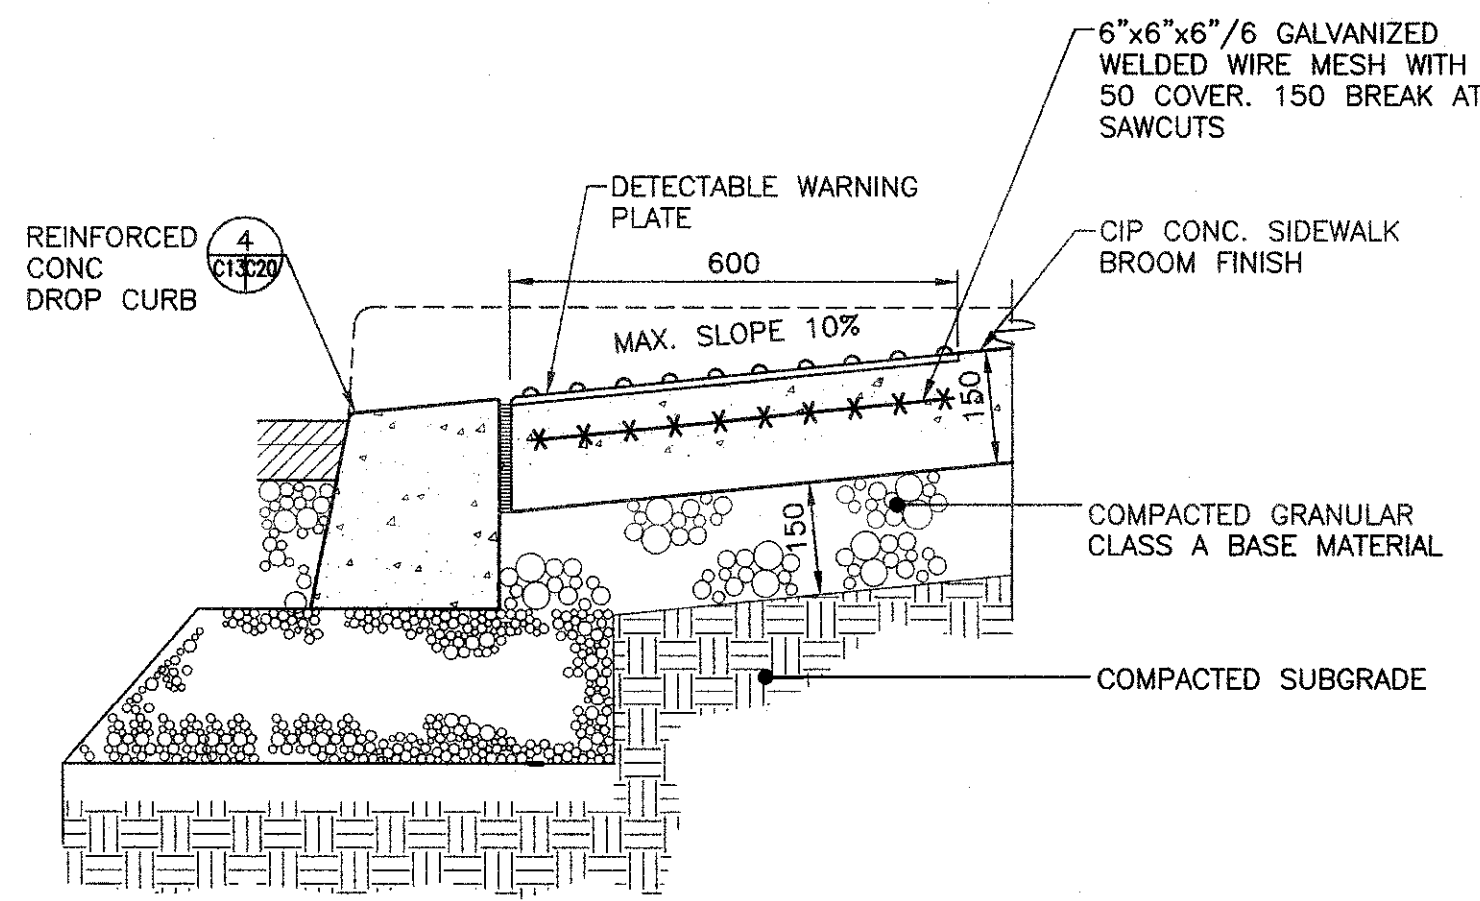 6"x6"x6"/6 GALVANIZED
WELDED WIRE MESH WITH
50 COVER. 150 BREAK AT
SAWCUTS
DETECTABLE WARNING
PLATE
REINFORCED
CONC
DROP CURB
4
C13 C20
CIP CONC. SIDEWALK
BROOM FINISH
600
MAX. SLOPE 10%
150
150
COMPACTED GRANULAR
CLASS A BASE MATERIAL
COMPACTED SUBGRADE